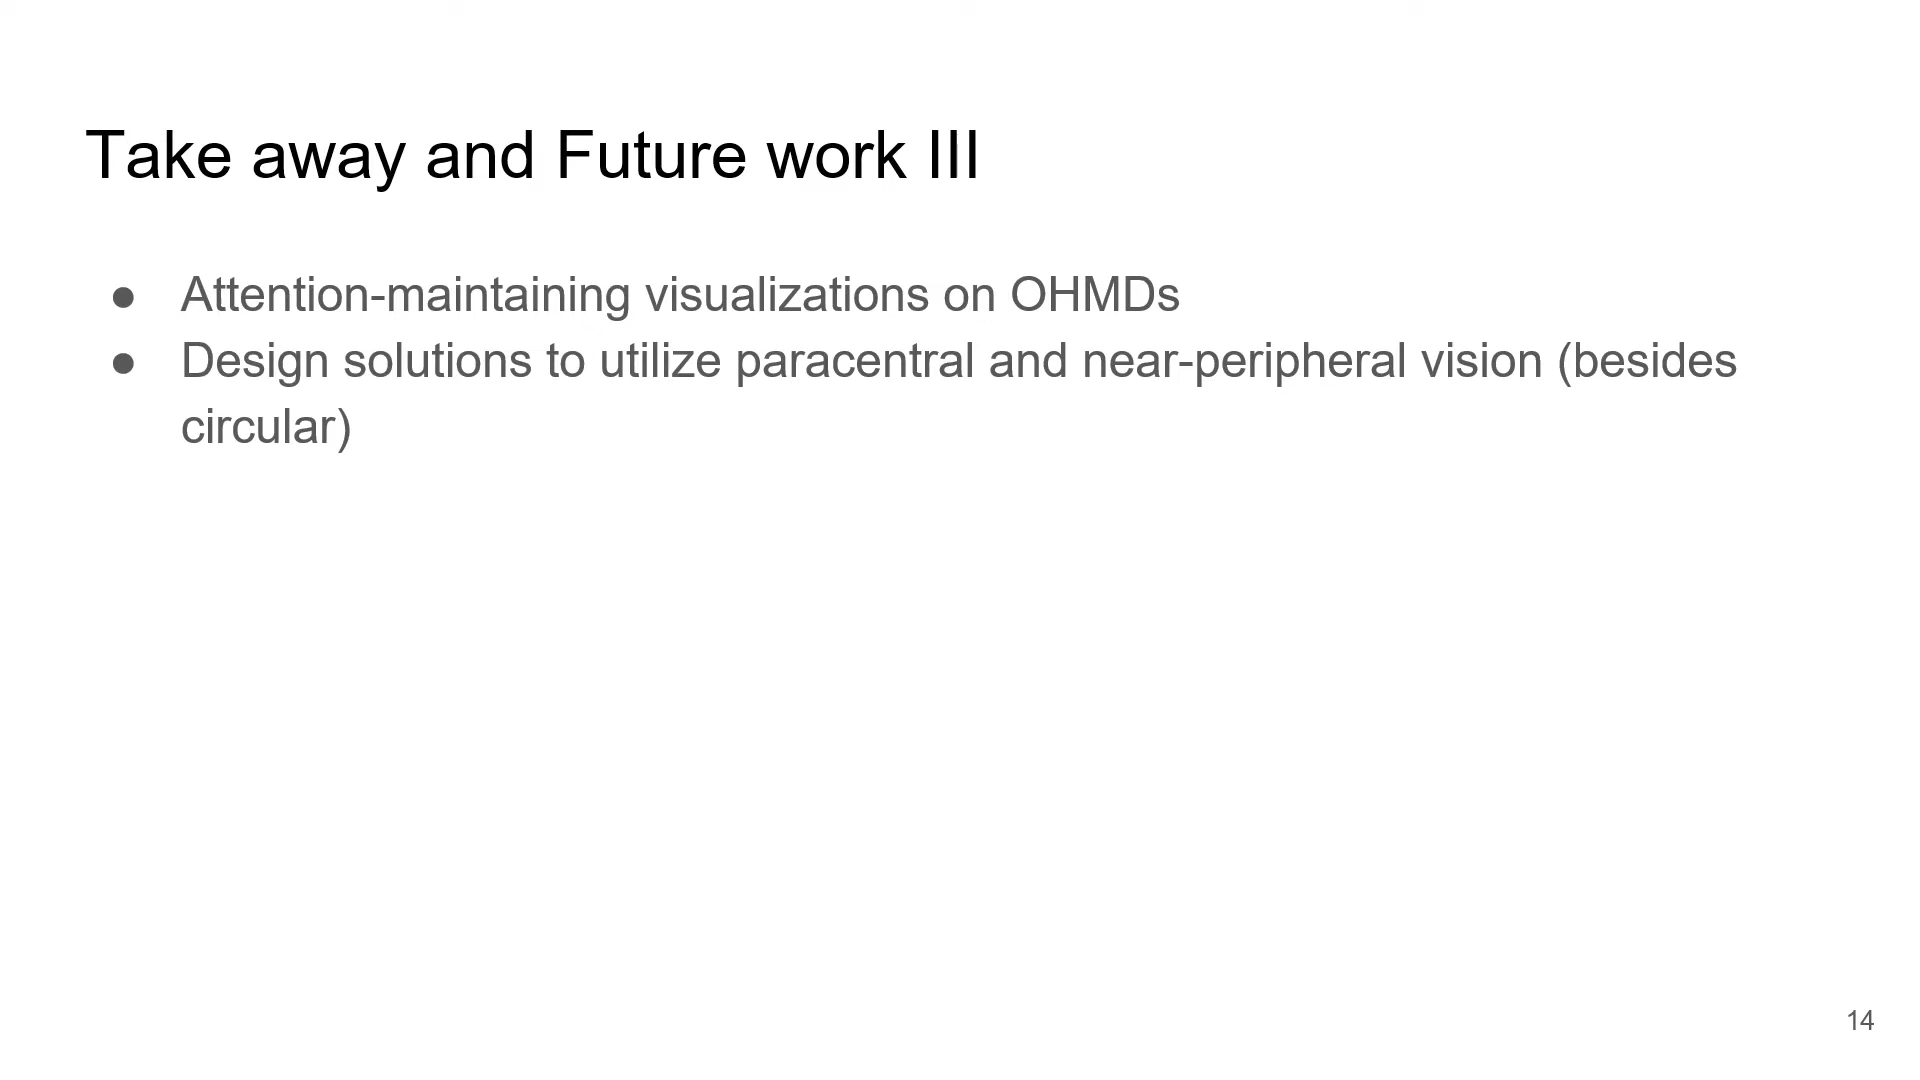 Take away and Future work III
● Attention-maintaining visualizations on OHMDs
● Design solutions to utilize paracentral and near-peripheral vision (besides
circular)
14